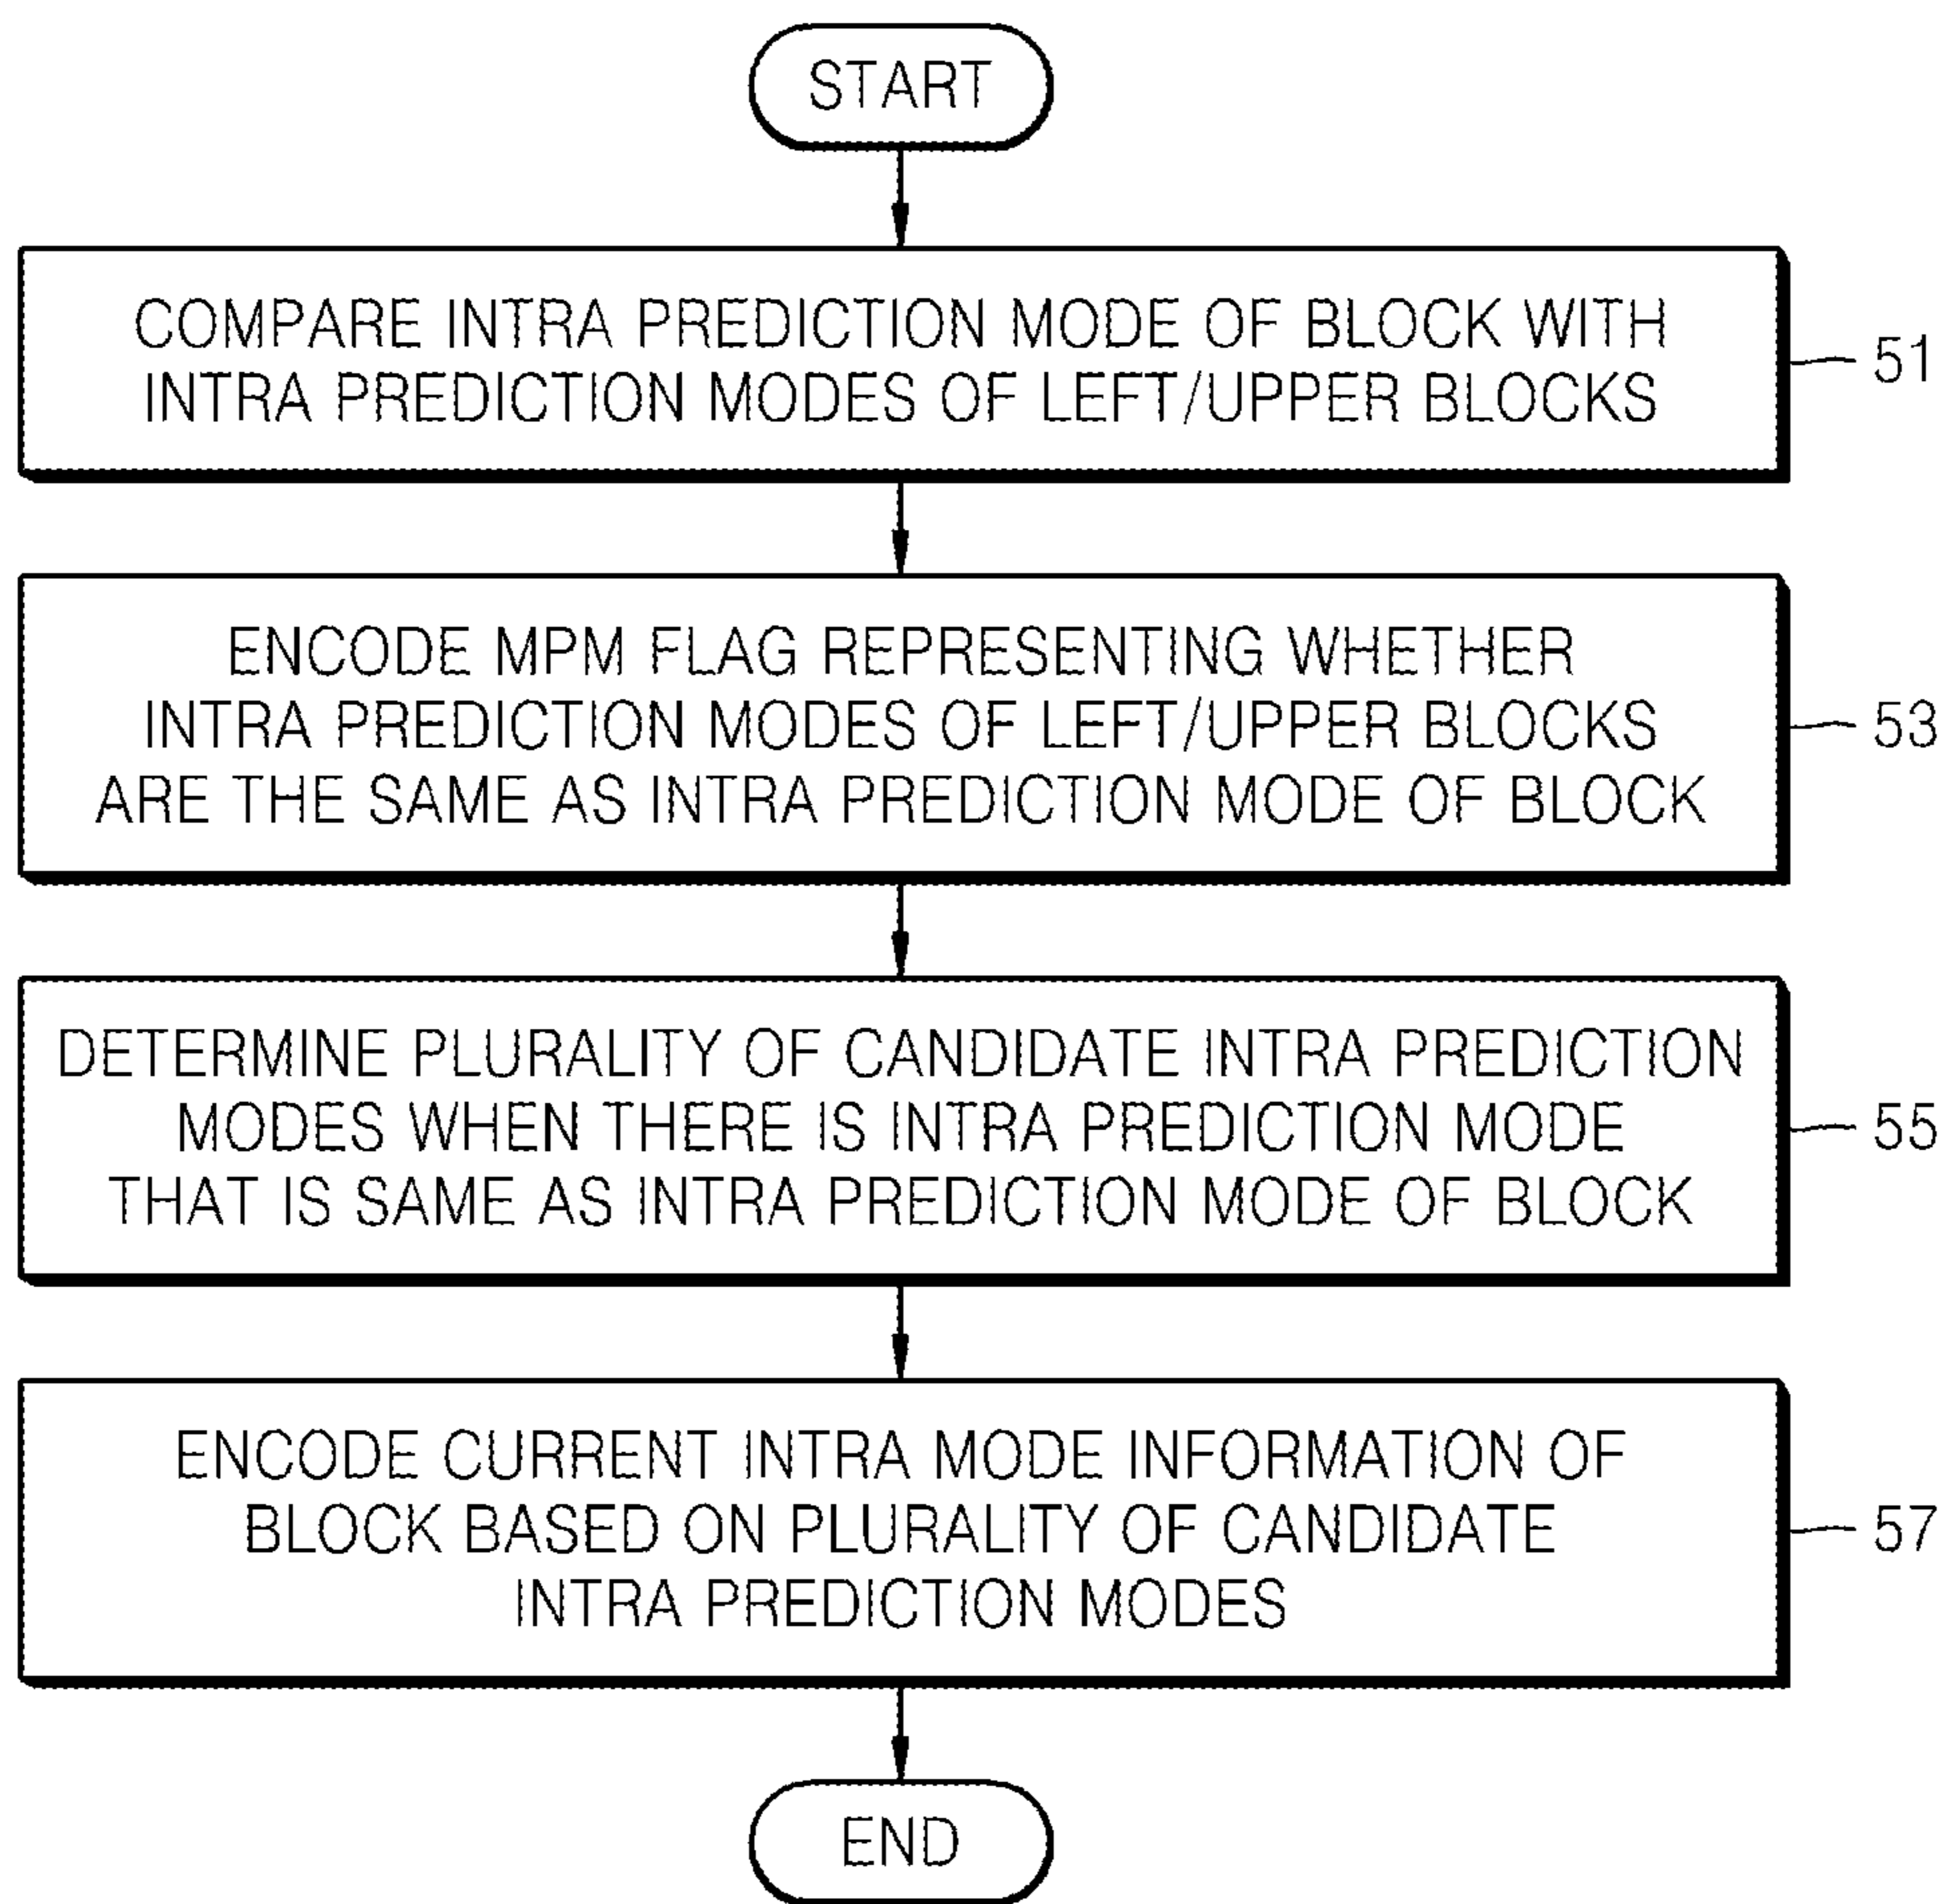 START
COMPARE INTRA PREDICTION MODE OF BLOCK WITH
INTRA PREDICTION MODES OF LEFT/UPPER BLOCKS
51
ENCODE MPM FLAG REPRESENTING WHETHER
INTRA PREDICTION MODES OF LEFT/UPPER BLOCKS
ARE THE SAME AS INTRA PREDICTION MODE OF BLOCK
53
DETERMINE PLURALITY OF CANDIDATE INTRA PREDICTION
MODES WHEN THERE IS INTRA PREDICTION MODE
THAT IS SAME AS INTRA PREDICTION MODE OF BLOCK
55
ENCODE CURRENT INTRA MODE INFORMATION OF
BLOCK BASED ON PLURALITY OF CANDIDATE
INTRA PREDICTION MODES
57
END